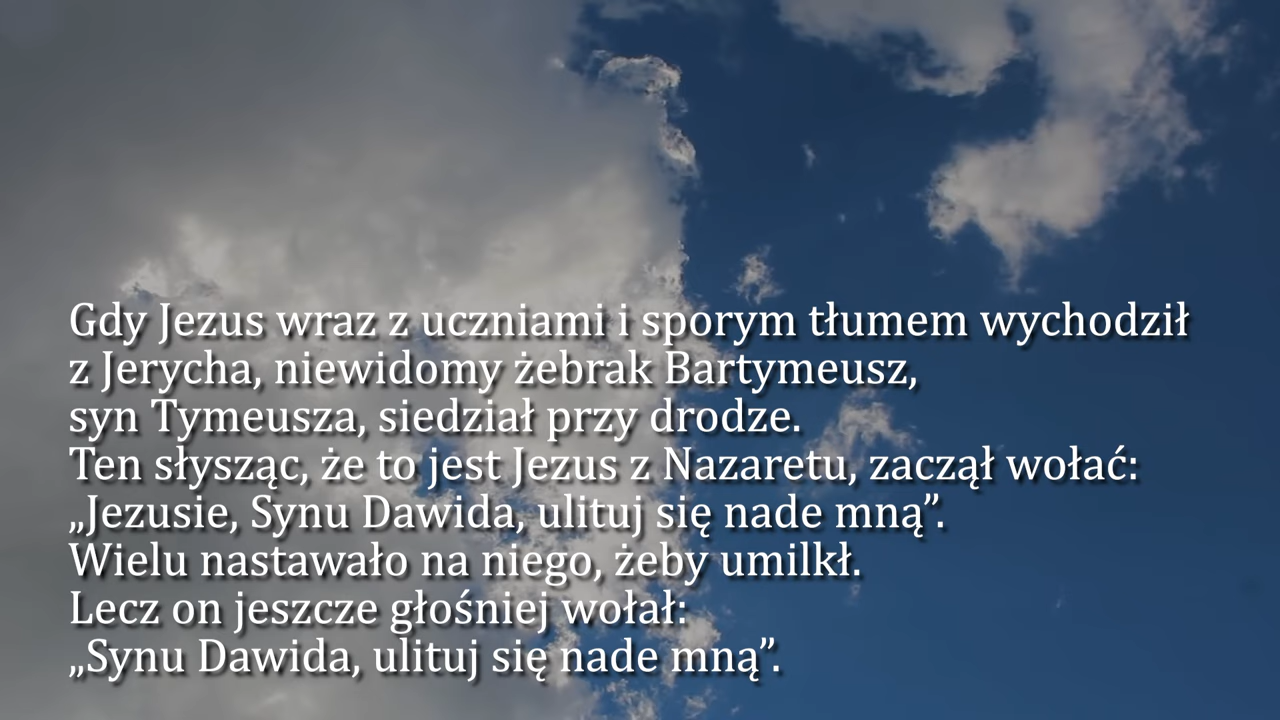 Gdy Jezus wraz z uczniami i sporym tłumem wychodził
z Jerycha, niewidomy żebrak Bartymeusz,
syn Tymeusza, siedział przy drodze.
Ten słysząc, że to jest Jezus z Nazaretu, zaczął wołać:
„Jezusie, Synu Dawida, ulituj się nade mną”.
Wielu nastawało na niego, żeby umilkł.
Lecz on jeszcze głośniej wołał:
„Synu Dawida, ulituj się nade mną”.